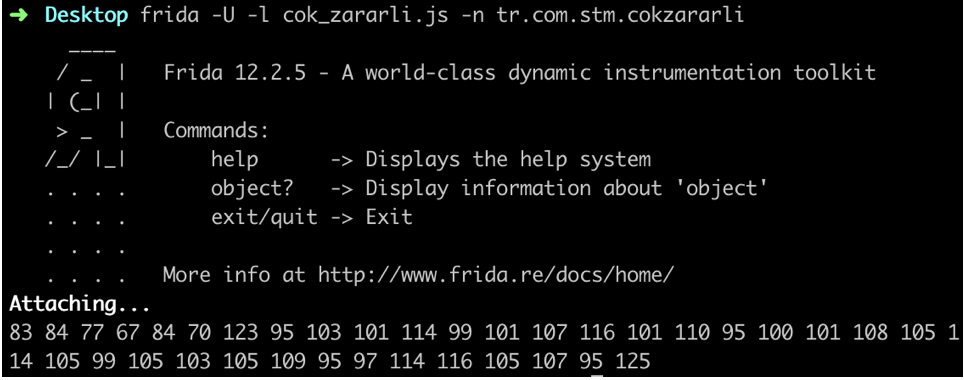 ➜ Desktop frida -U -l cok_zararli.js -n tr.com.stm.cokzararli
     ____
    / _  |   Frida 12.2.5 - A world-class dynamic instrumentation toolkit
   | (_| |
    > _  |   Commands:
   /_/ |_|       help      -> Displays the help system
   . . . .       object?   -> Display information about 'object'
   . . . .       exit/quit -> Exit
   . . . .
   . . . .   More info at http://www.frida.re/docs/home/
Attaching...
83 84 77 67 84 70 123 95 103 101 114 99 101 107 116 101 110 95 100 101 108 105 1
14 105 99 105 103 105 109 95 97 114 116 105 107 95 125